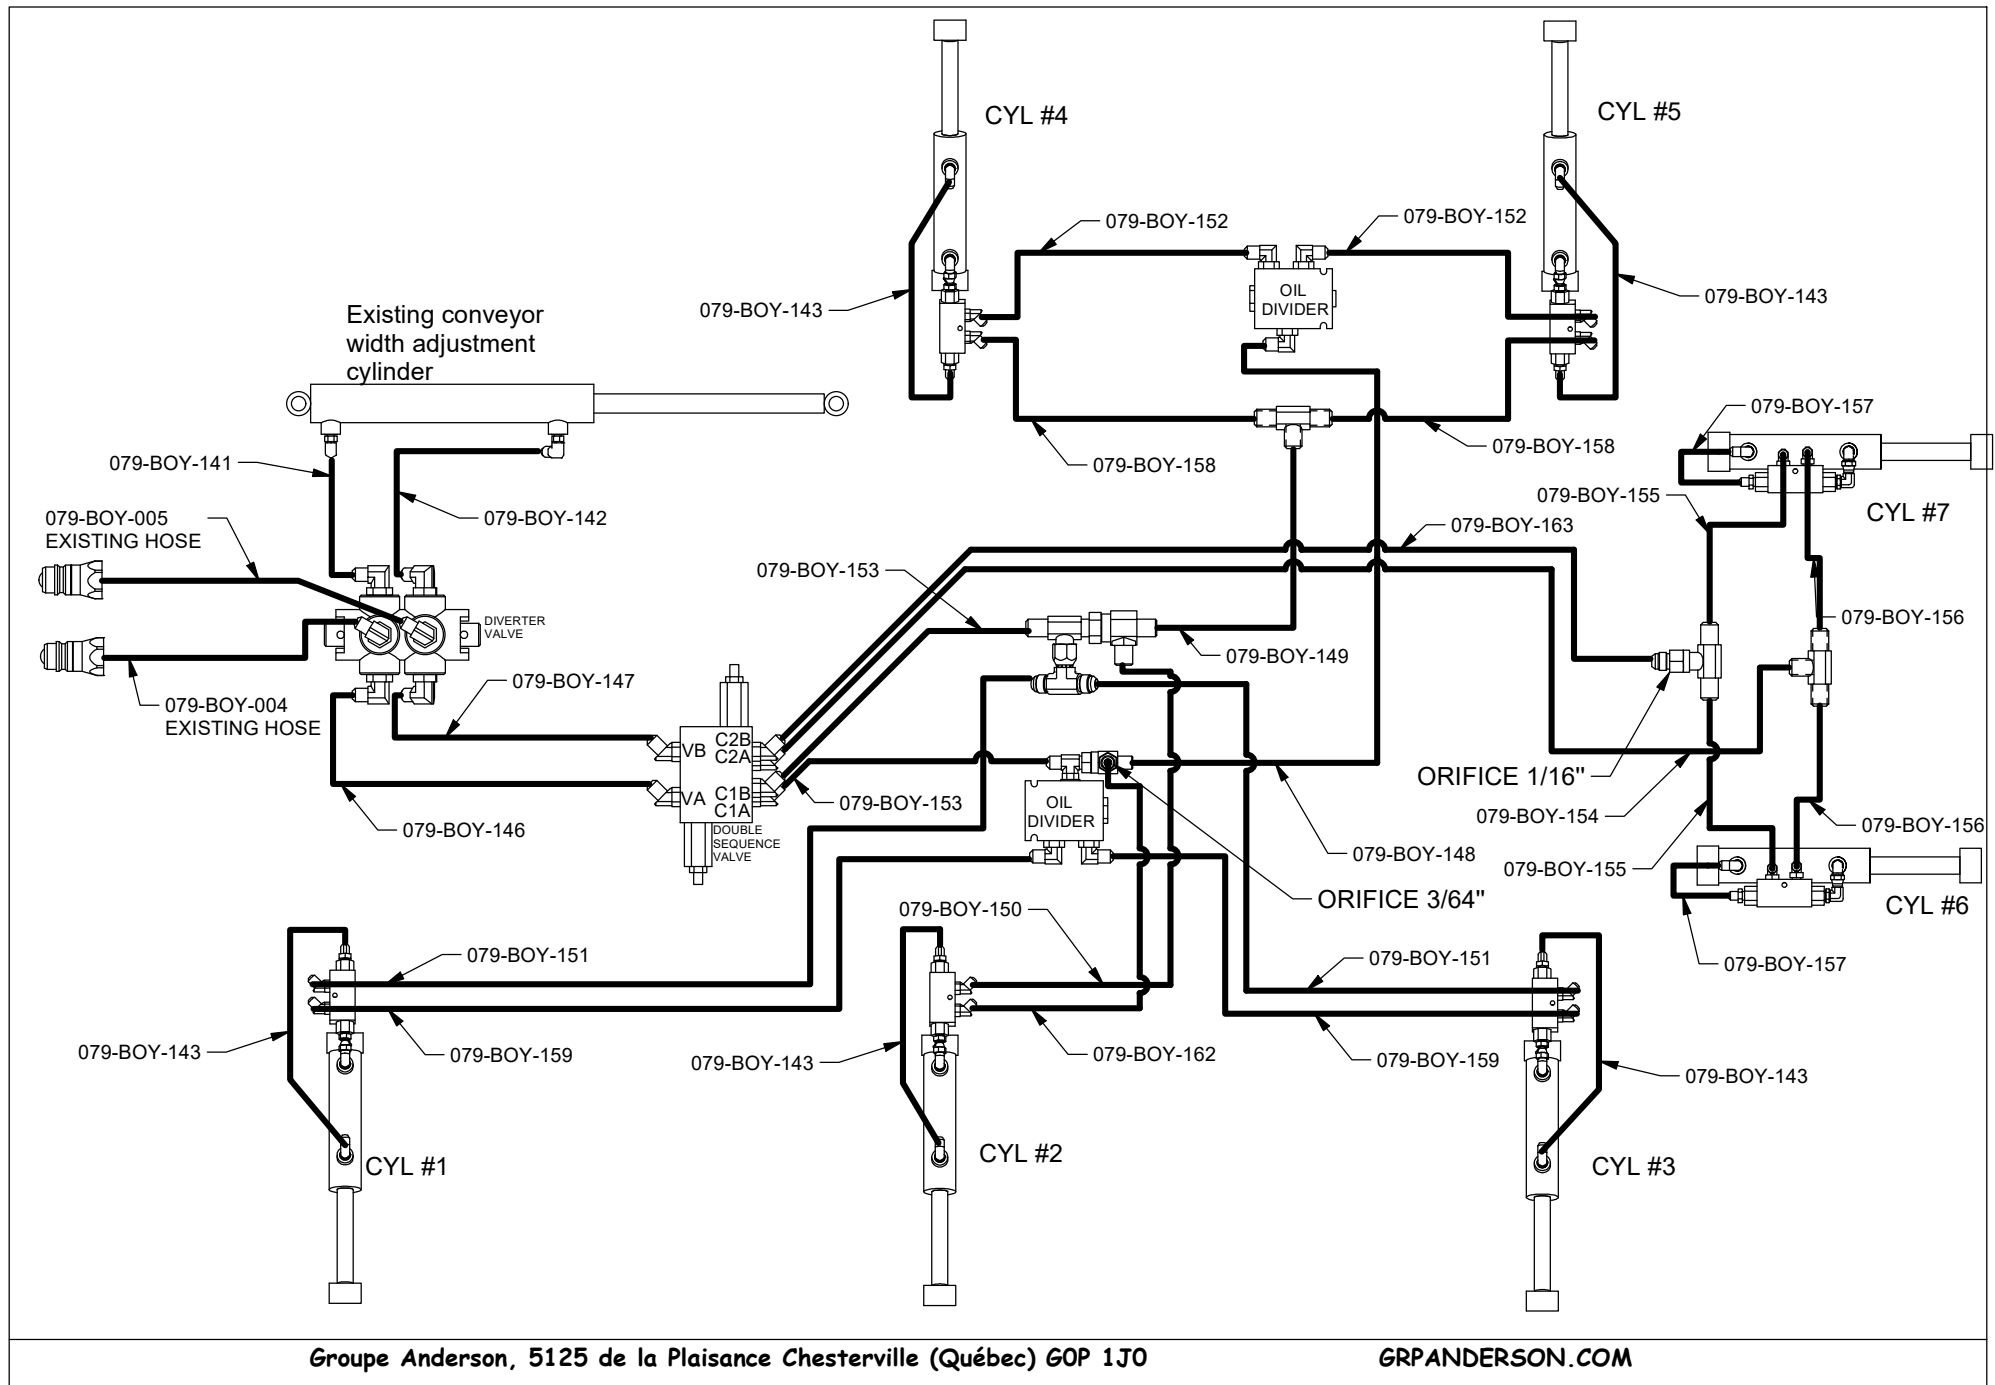 CYL #4
CYL #5
079-BOY-152
079-BOY-152
079-BOY-143
OIL
DIVIDER
079-BOY-143
Existing conveyor
width adjustment
cylinder
079-BOY-141
079-BOY-142
079-BOY-158
079-BOY-158
079-BOY-157
079-BOY-155
CYL #7
079-BOY-005
EXISTING HOSE
079-BOY-163
079-BOY-153
DIVERTER
VALVE
079-BOY-156
079-BOY-149
079-BOY-004
EXISTING HOSE
079-BOY-147
VB
C2B
C2A
VA
C1B
C1A
DOUBLE
SEQUENCE
VALVE
079-BOY-146
079-BOY-153
OIL
DIVIDER
ORIFICE 1/16"
079-BOY-154
079-BOY-156
079-BOY-148
079-BOY-155
ORIFICE 3/64"
CYL #6
079-BOY-157
079-BOY-150
079-BOY-151
079-BOY-151
079-BOY-143
079-BOY-159
079-BOY-143
079-BOY-162
079-BOY-159
079-BOY-143
CYL #1
CYL #2
CYL #3
Groupe Anderson, 5125 de la Plaisance Chesterville (Québec) G0P 1J0
GRPANDERSON.COM